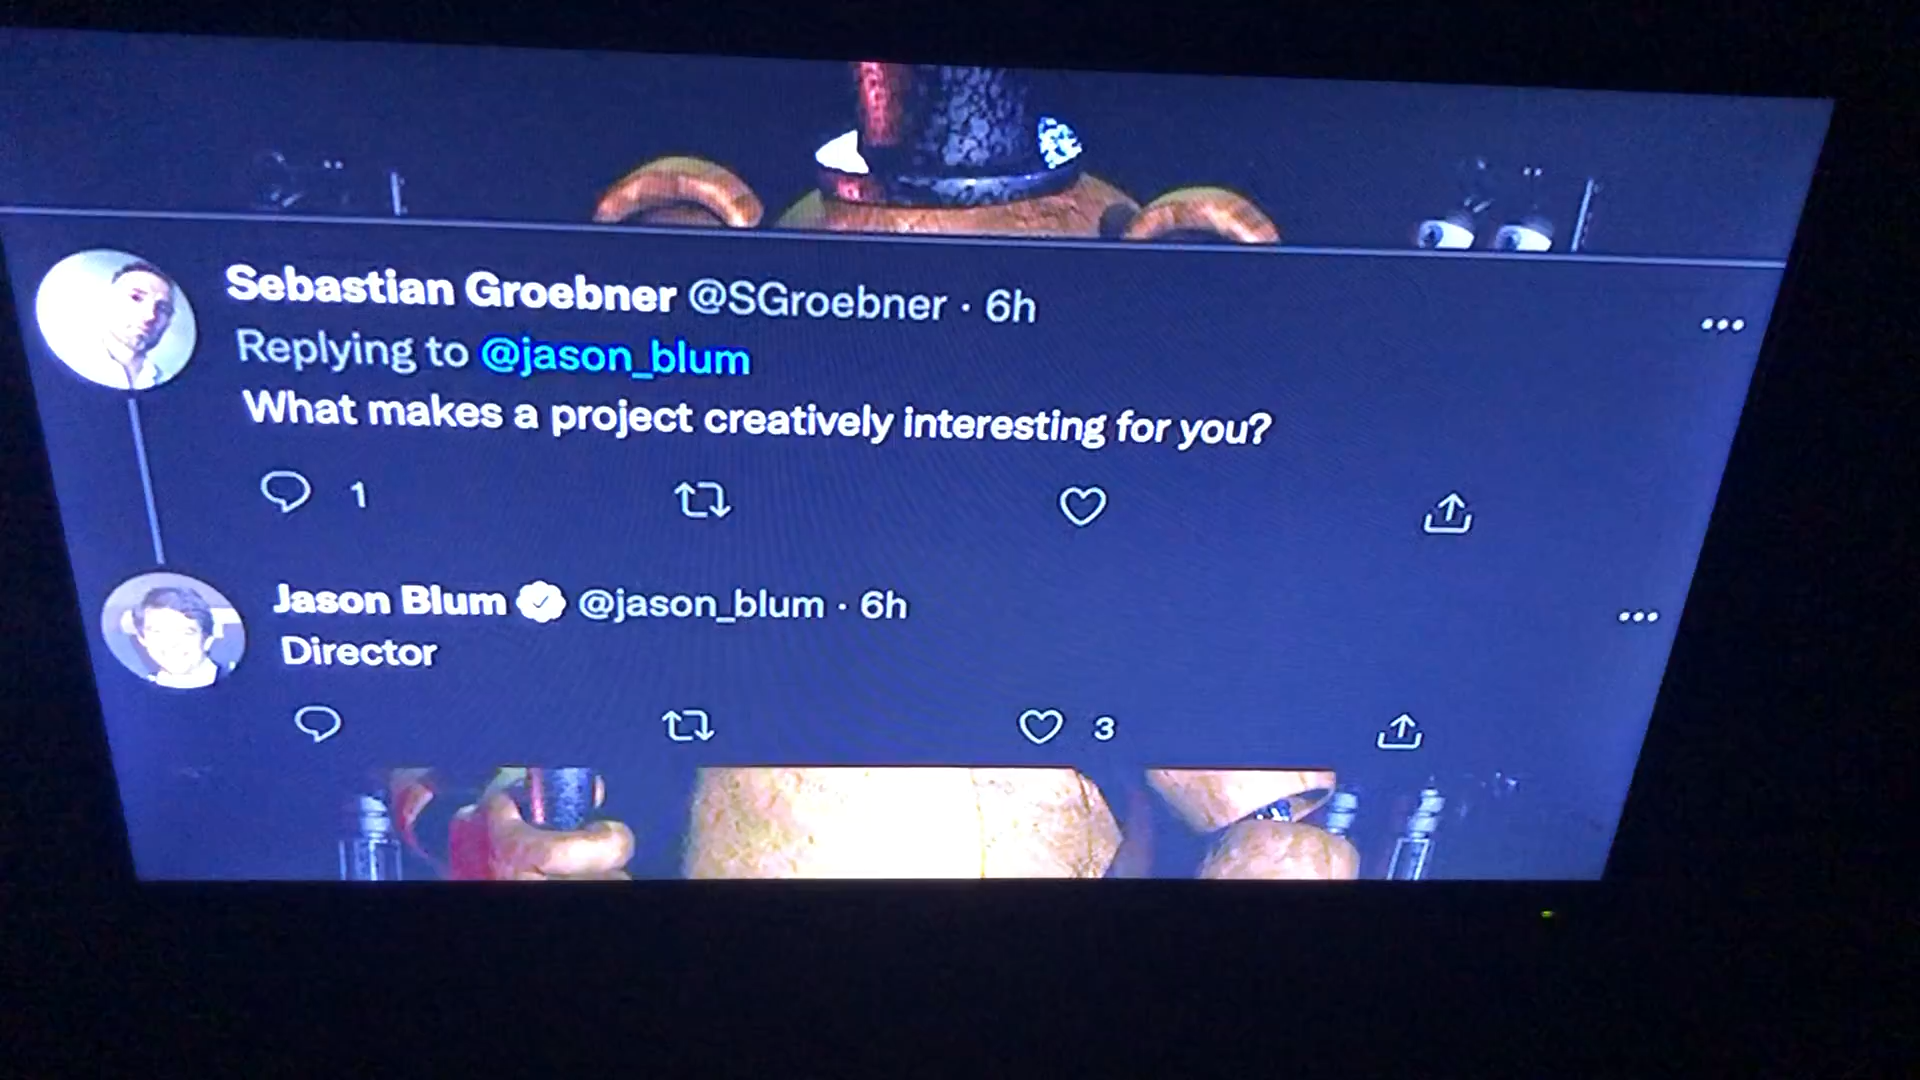 Sebastian Groebner @SGroebner · 6h
Replying to @jason_blum
What makes a project creatively interesting for you?
1
Jason Blum @jason_blum · 6h
Director
3